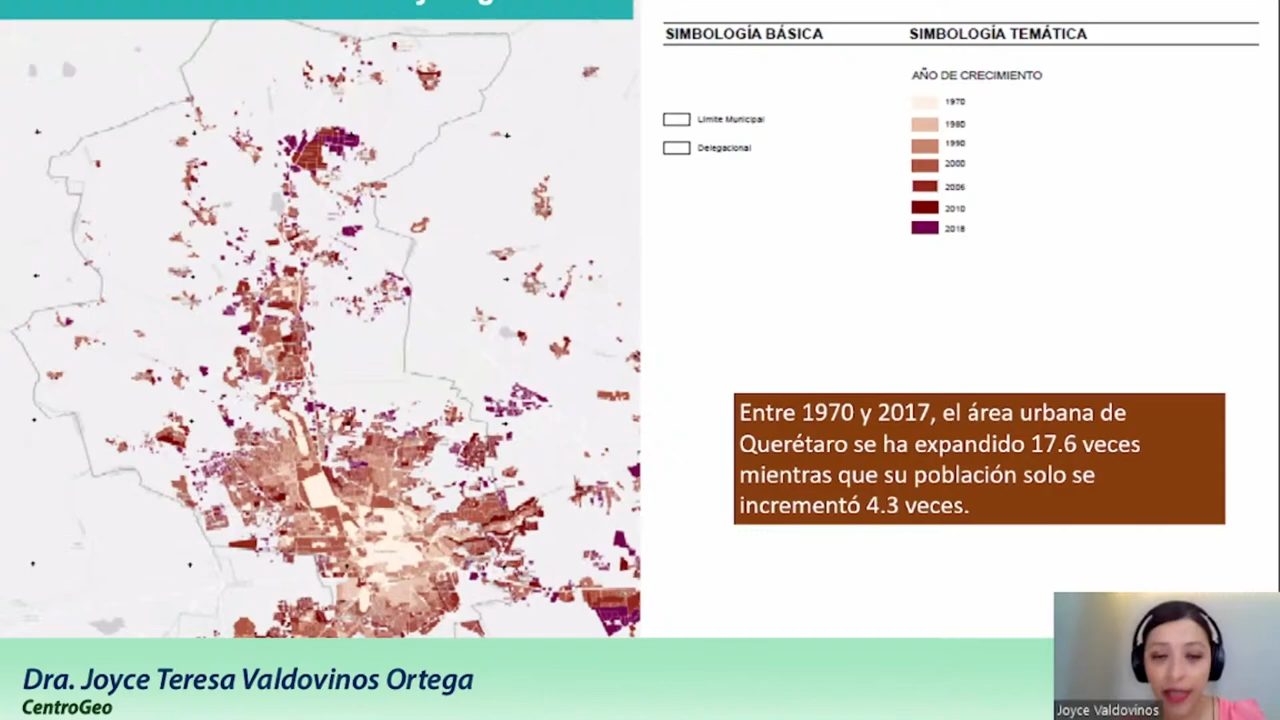 SIMBOLOGÍA BÁSICA
SIMBOLOGÍA TEMÁTICA
AÑO DE CRECIMIENTO
1970
1980
1990
2000
2006
2010
2018
Límite Municipal
Delegacional
Entre 1970 y 2017, el área urbana de
Querétaro se ha expandido 17.6 veces
mientras que su población solo se
incrementó 4.3 veces.
Dra. Joyce Teresa Valdovinos Ortega
CentroGeo
Joyce Valdovinos